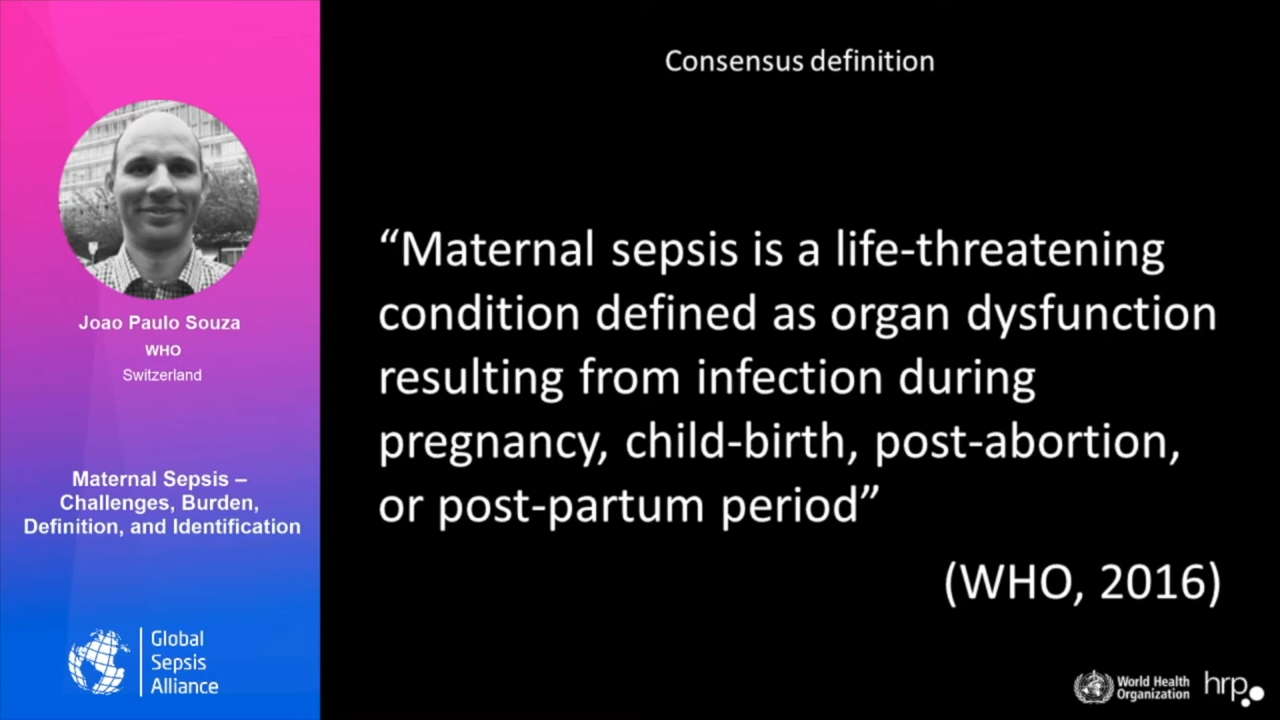 Joao Paulo Souza
WHO
Switzerland
Maternal Sepsis –
Challenges, Burden,
Definition, and Identification
Global
Sepsis
Alliance
Consensus definition
“Maternal sepsis is a life-threatening
condition defined as organ dysfunction
resulting from infection during
pregnancy, child-birth, post-abortion,
or post-partum period”
(WHO, 2016)
World Health
Organization
hrp